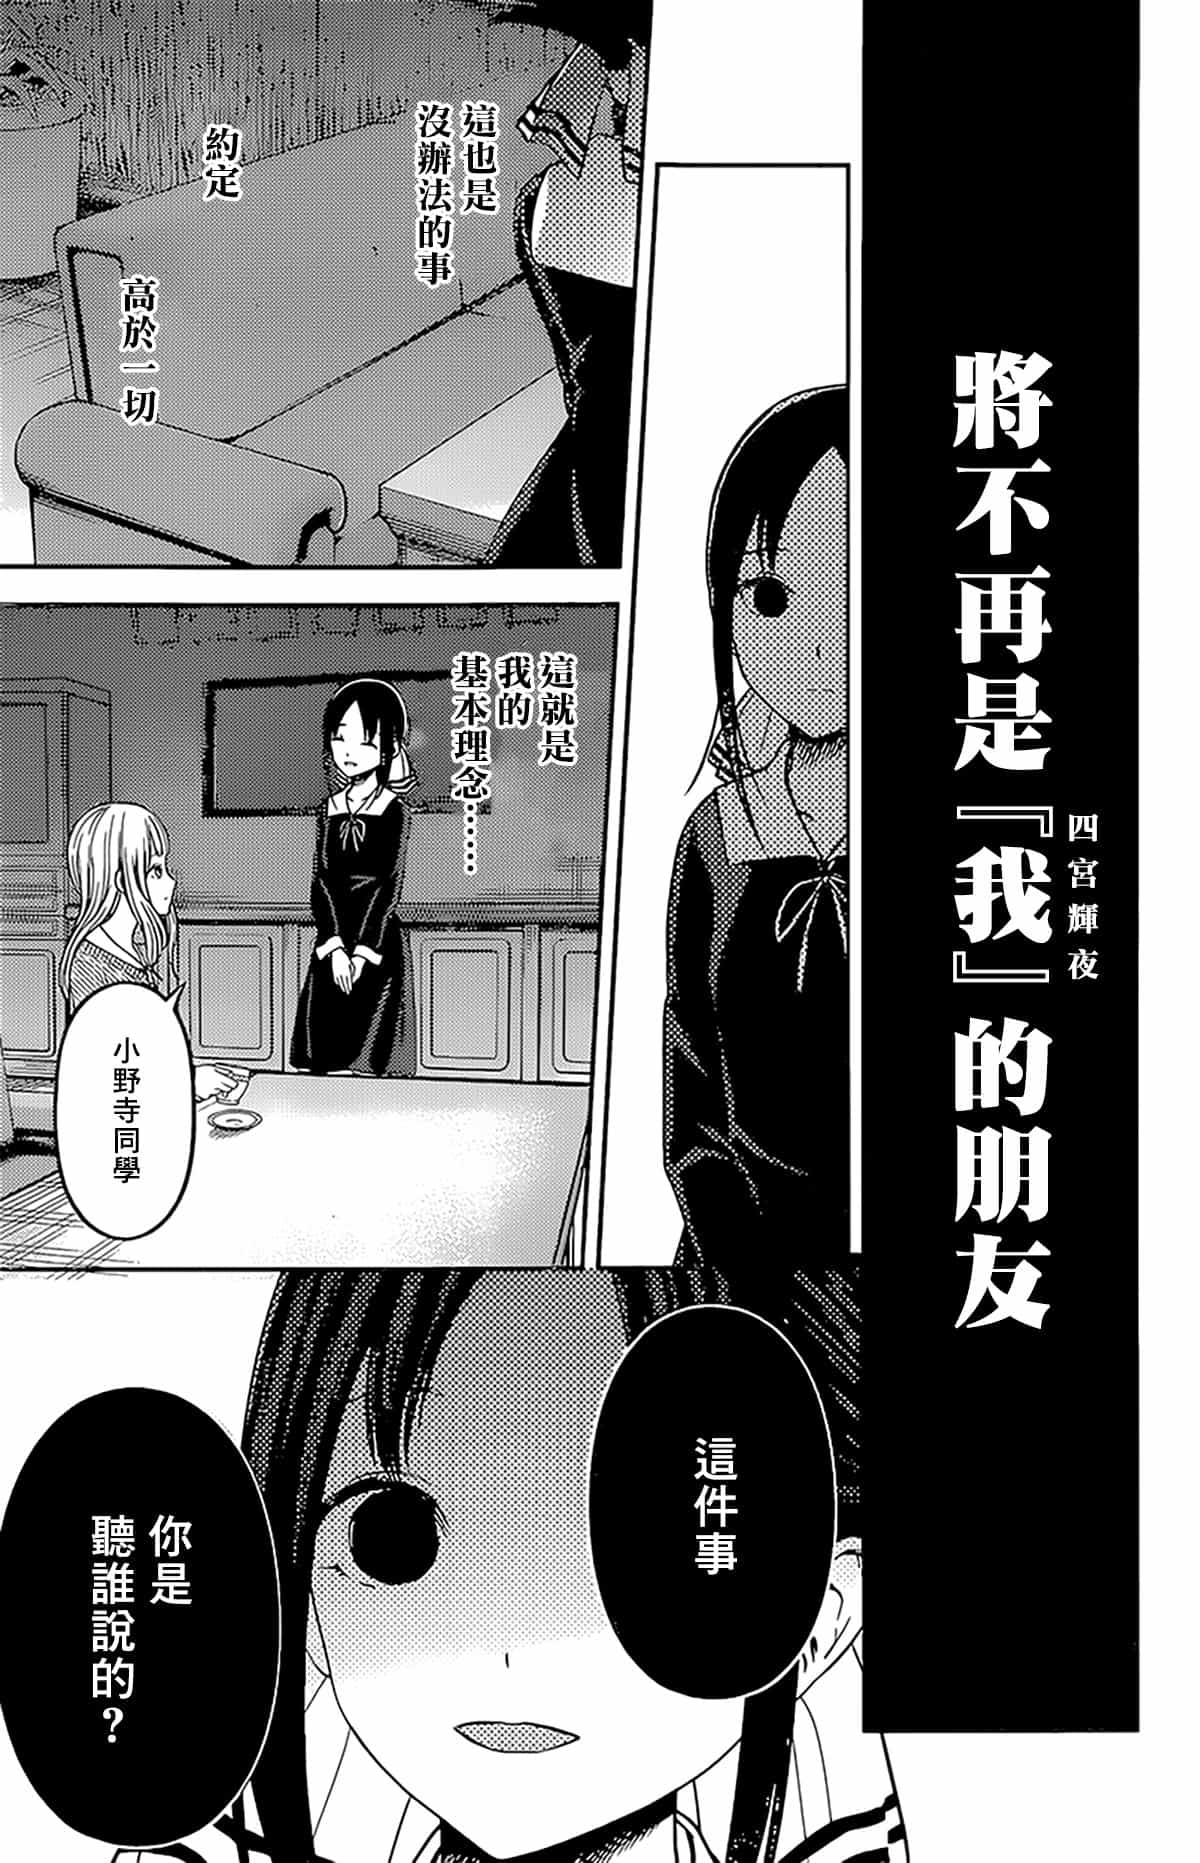 將不再是『我』的朋友
四宮輝夜
這也是
沒辦法的事
約定
高於一切
這就是
我的
基本理念……
小野寺同學
這件事
你是
聽誰說的?